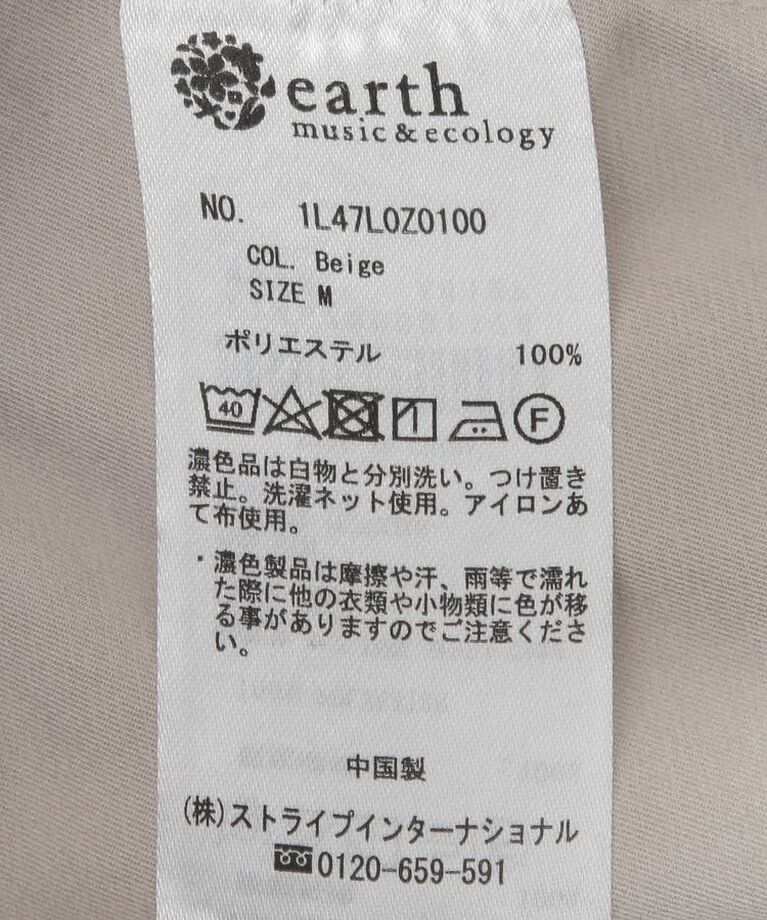 earth
music&ecology
NO. 1L47L0Z0100
COL. Beige
SIZE M
ポリエステル 100%
40 F
濃色品は白物と分別洗い。つけ置き
禁止。洗濯ネット使用。アイロンあ
て布使用。
・濃色製品は摩擦や汗、雨等で濡れ
た際に他の衣類や小物類に色が移
る事がありますのでご注意くださ
い。
中国製
(株)ストライプインターナショナル
0120-659-591